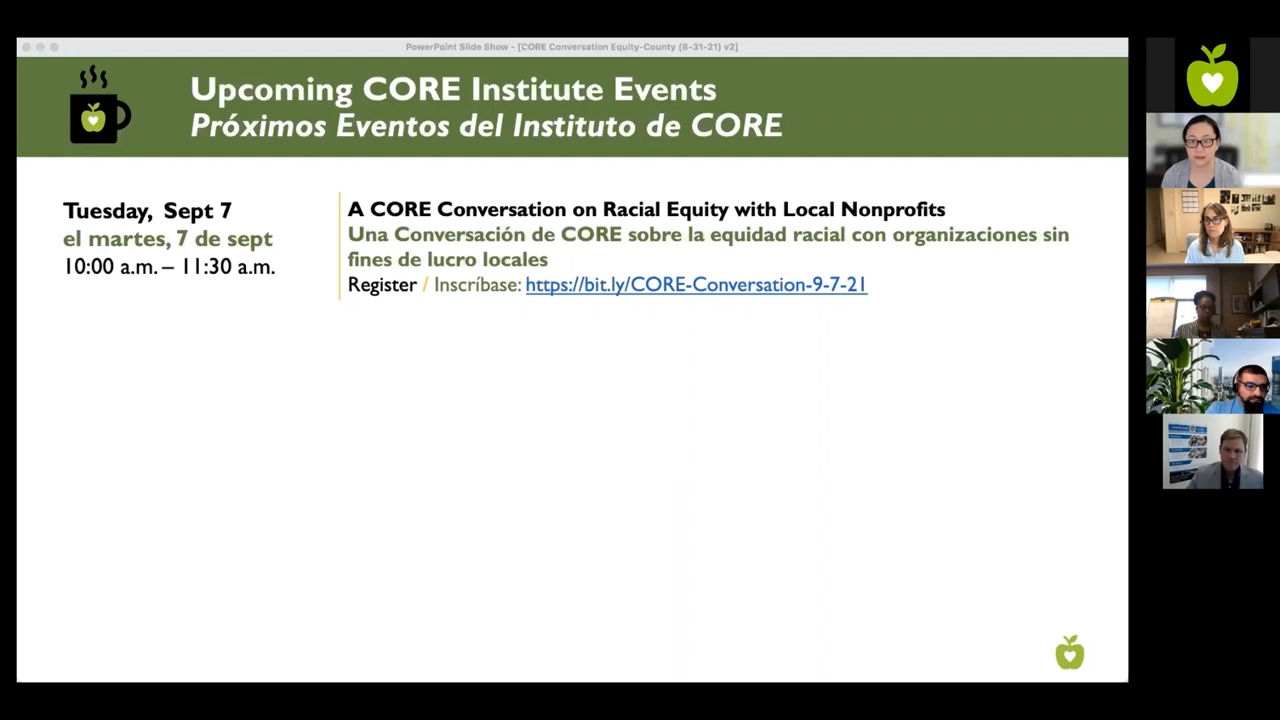 PowerPoint Slide Show - [CORE Conversation Equity-County (8-31-21) v2]
Upcoming CORE Institute Events
Próximos Eventos del Instituto de CORE
Tuesday, Sept 7
el martes, 7 de sept
10:00 a.m. – 11:30 a.m.
A CORE Conversation on Racial Equity with Local Nonprofits
Una Conversación de CORE sobre la equidad racial con organizaciones sin
fines de lucro locales
Register / Inscríbase: https://bit.ly/CORE-Conversation-9-7-21